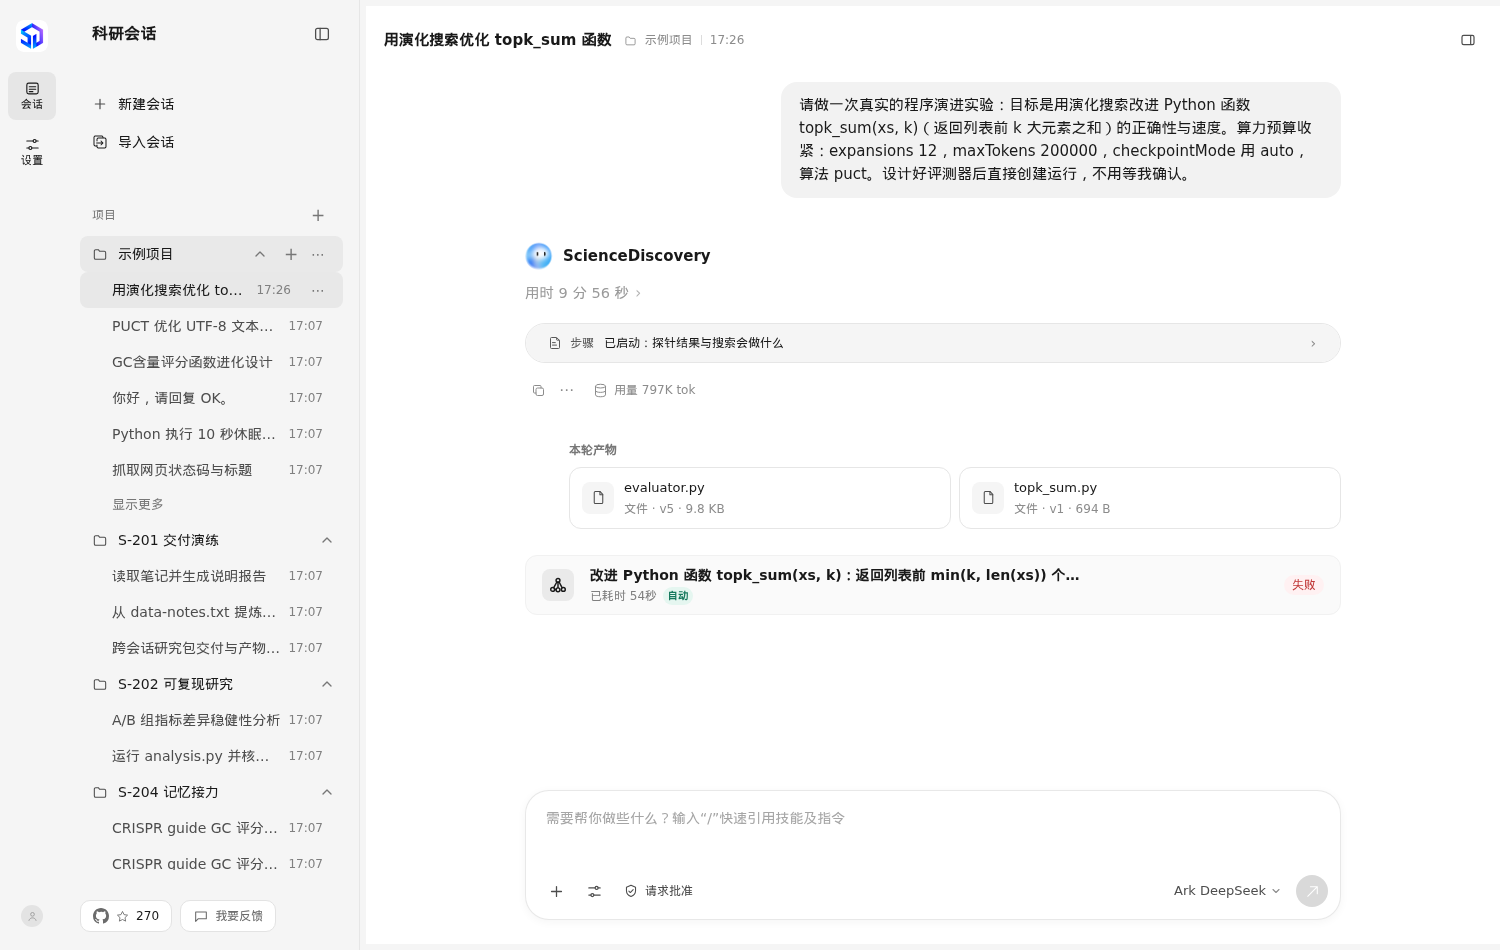 科研会话
会话
设置
新建会话
导入会话
项目
示例项目
用演化搜索优化 to... 17:26
PUCT 优化 UTF-8 文本... 17:07
GC含量评分函数进化设计 17:07
你好，请回复 OK。 17:07
Python 执行 10 秒休眠... 17:07
抓取网页状态码与标题 17:07
显示更多
S-201 交付演练
读取笔记并生成说明报告 17:07
从 data-notes.txt 提炼... 17:07
跨会话研究包交付与产物... 17:07
S-202 可复现研究
A/B 组指标差异稳健性分析 17:07
运行 analysis.py 并核... 17:07
S-204 记忆接力
CRISPR guide GC 评分... 17:07
CRISPR guide GC 评分... 17:07
270
我要反馈
用演化搜索优化 topk_sum 函数 示例项目 17:26
请做一次真实的程序演进实验：目标是用演化搜索改进 Python 函数
topk_sum(xs, k)（返回列表前 k 大元素之和）的正确性与速度。算力预算收
紧：expansions 12，maxTokens 200000，checkpointMode 用 auto，
算法 puct。设计好评测器后直接创建运行，不用等我确认。
ScienceDiscovery
用时 9 分 56 秒
步骤 已启动：探针结果与搜索会做什么
用量 797K tok
本轮产物
evaluator.py
文件 · v5 · 9.8 KB
topk_sum.py
文件 · v1 · 694 B
改进 Python 函数 topk_sum(xs, k)：返回列表前 min(k, len(xs)) 个...
已耗时 54秒 自动
失败
需要帮你做些什么？输入“/”快速引用技能及指令
请求批准
Ark DeepSeek